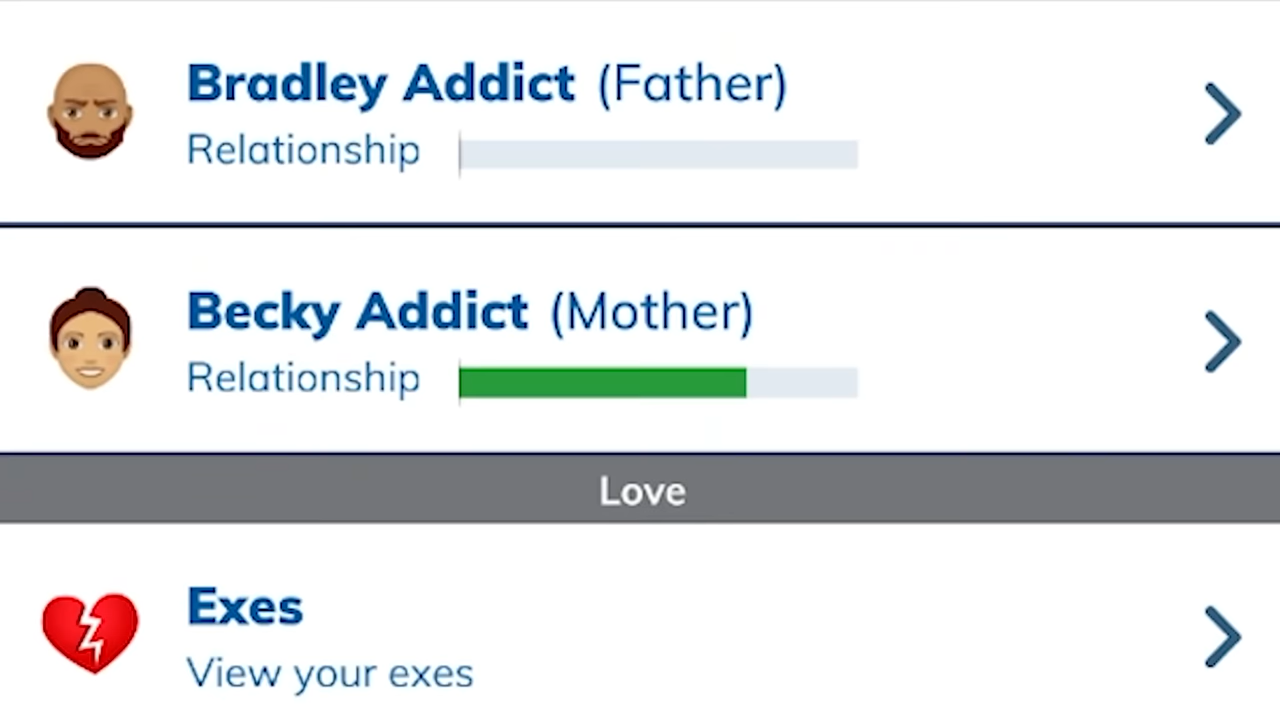 Bradley Addict (Father)
Relationship
Becky Addict (Mother)
Relationship
Love
Exes
View your exes